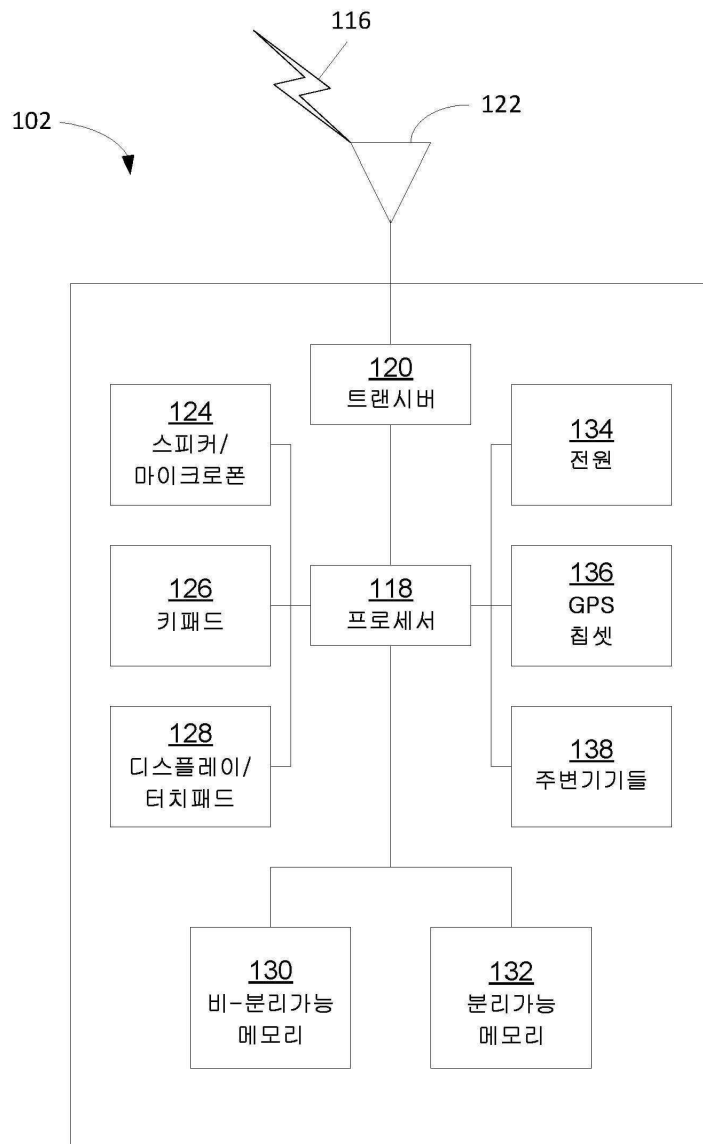 116
102
122
120
트랜시버
124
스피커/
마이크로폰
134
전원
126
키패드
118
프로세서
136
GPS
칩셋
128
디스플레이/
터치패드
138
주변기기들
130
비-분리가능
메모리
132
분리가능
메모리